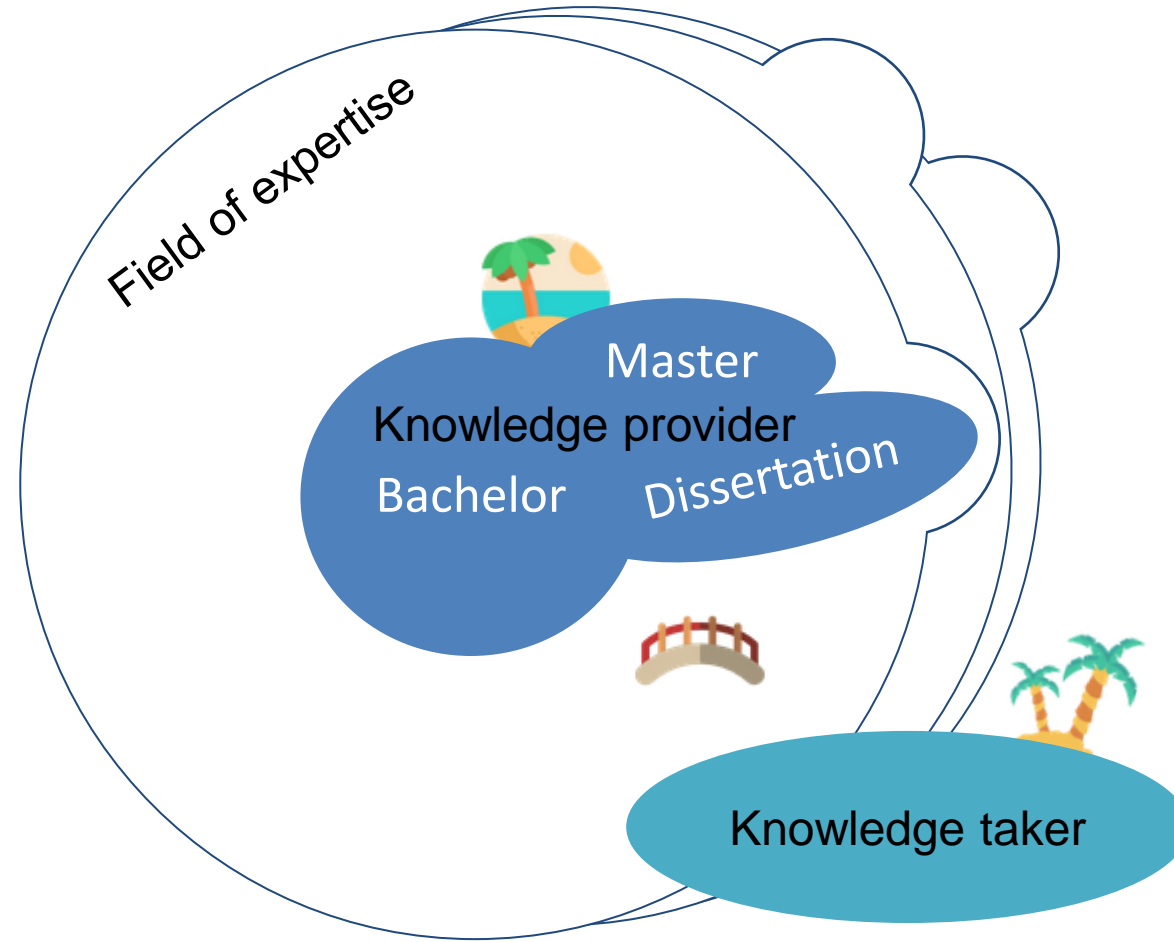 Field of expertise
Master
Knowledge provider
Bachelor
Dissertation
Knowledge taker